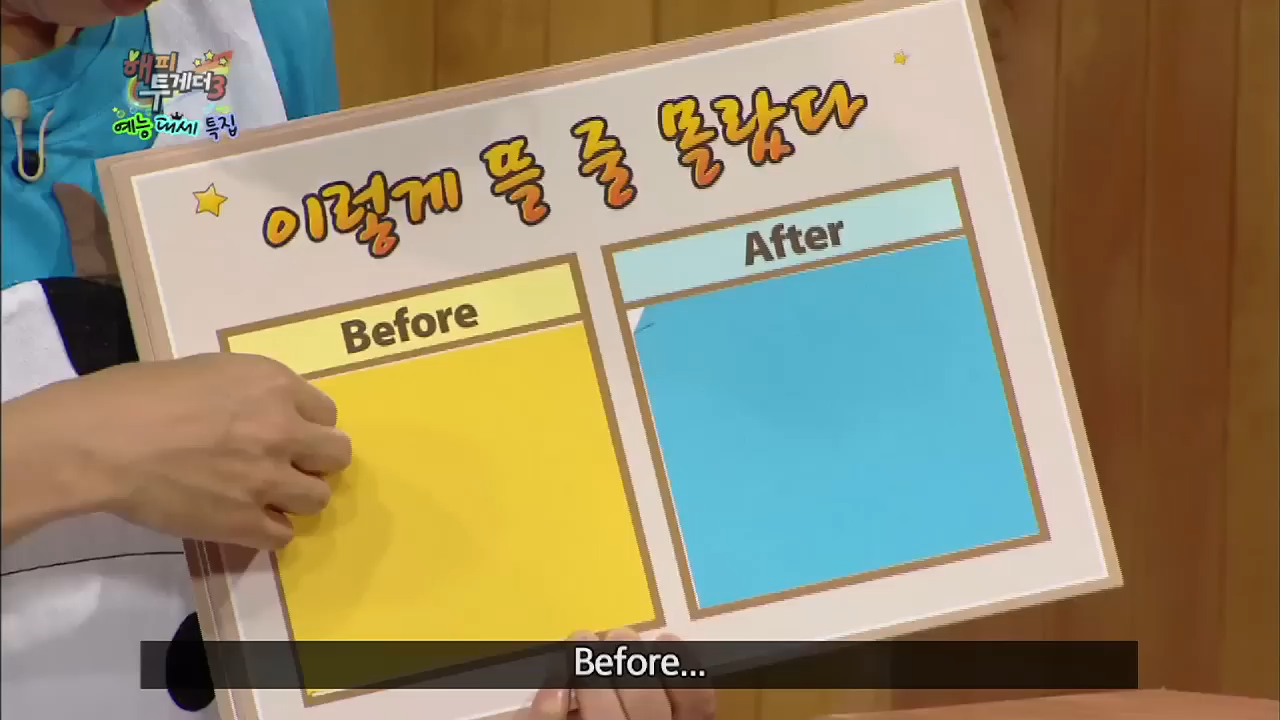 해피
투게더3
예능 대세 특집
이렇게 뜰 줄 몰랐다
Before
After
Before...